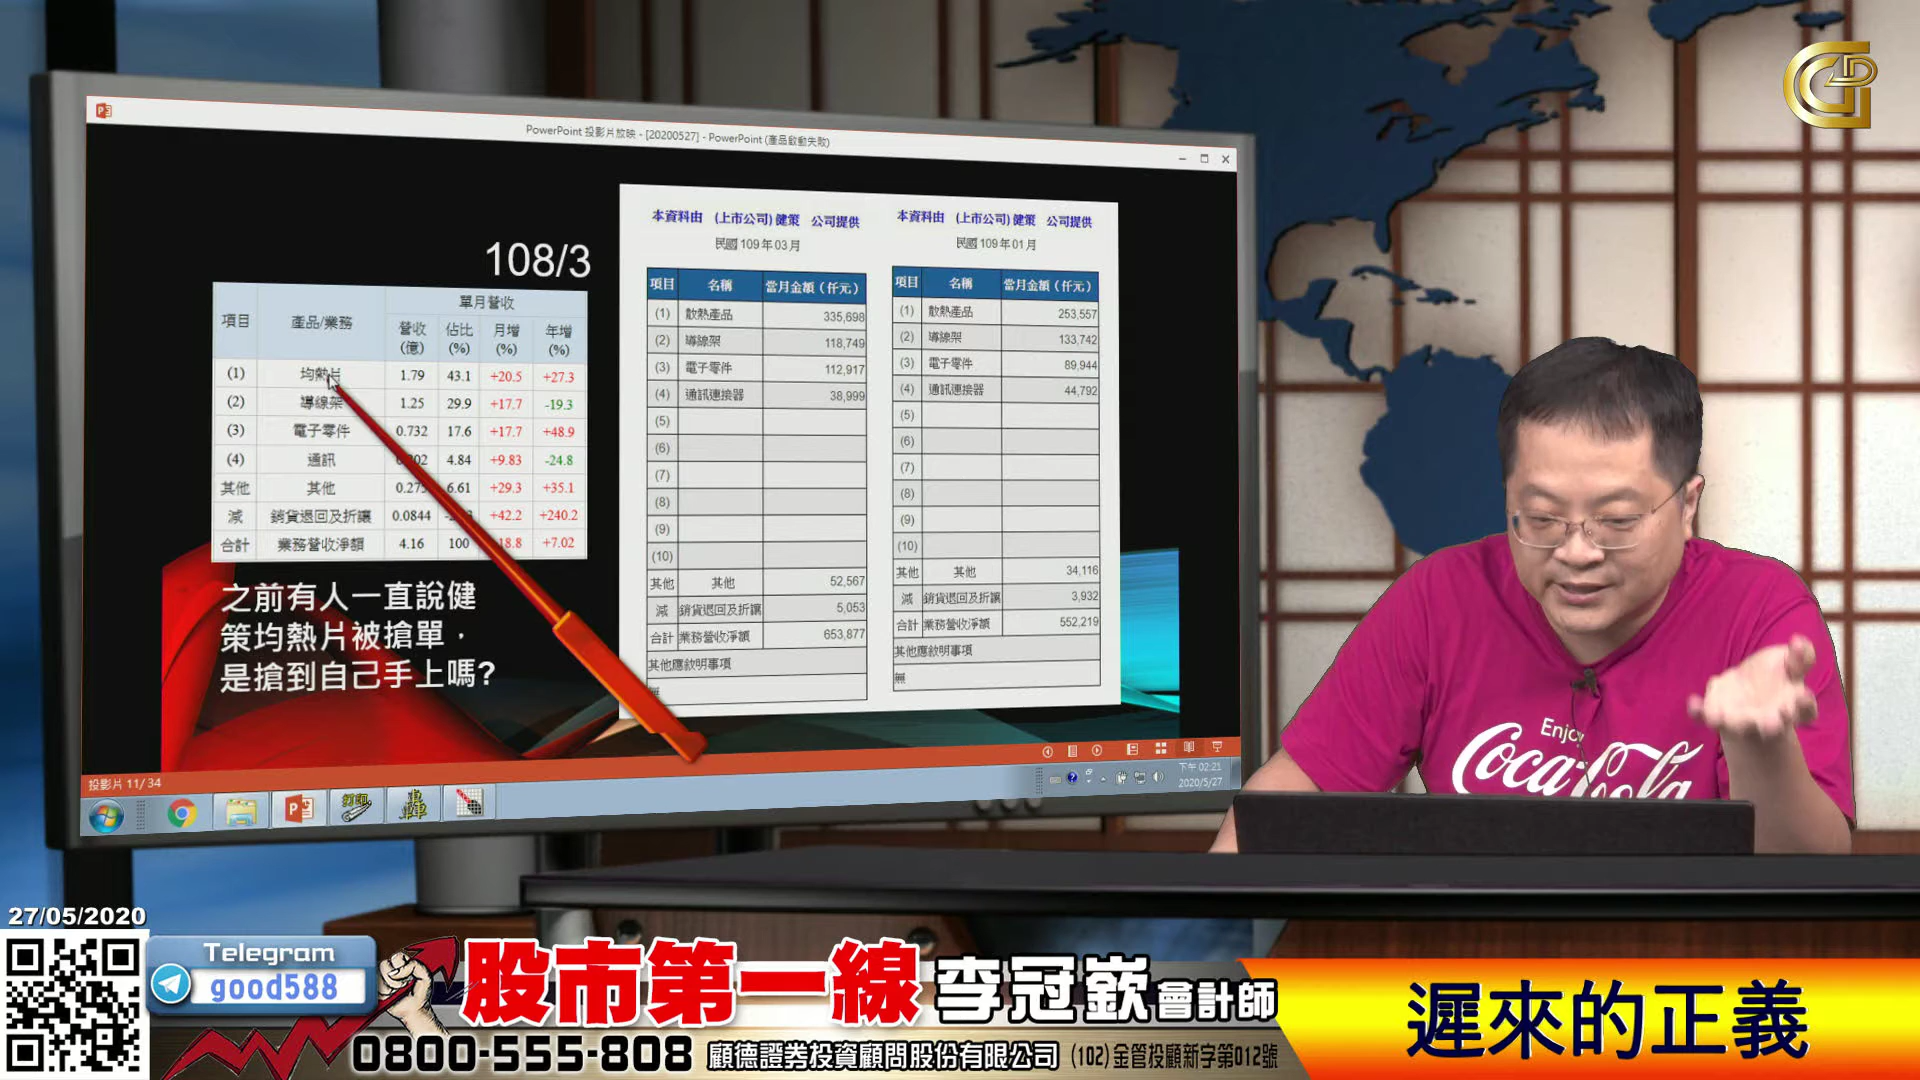 PowerPoint 投影片放映 - [20200527] - PowerPoint (產品啟動失敗)
108/3
項目 產品/業務 單月營收
營收(億) 佔比(%) 月增(%) 年增(%)
(1) 均熱片 1.79 43.1 +20.5 +27.3
(2) 導線架 1.25 29.9 +17.7 -19.3
(3) 電子零件 0.732 17.6 +17.7 +48.9
(4) 通訊 4.84 +9.83 -24.8
其他 其他 6.61 +29.3 +35.1
減 銷貨退回及折讓 0.0844 +42.2 +240.2
合計 業務營收淨額 4.16 100 +7.02
之前有人一直說健
策均熱片被搶單，
是搶到自己手上嗎?
本資料由 (上市公司) 健策 公司提供
民國 109 年 03 月
項目 名稱 當月金額（仟元）
(1) 散熱產品 335,698
(2) 導線架 118,749
(3) 電子零件 112,917
(4) 通訊連接器 38,999
(5)
(6)
(7)
(8)
(9)
(10)
其他 其他 52,567
減 銷貨退回及折讓 5,053
合計 業務營收淨額 653,877
其他應敘明事項
本資料由 (上市公司) 健策 公司提供
民國 109 年 01 月
項目 名稱 當月金額（仟元）
(1) 散熱產品 253,557
(2) 導線架 133,742
(3) 電子零件 89,944
(4) 通訊連接器 44,792
(5)
(6)
(7)
(8)
(9)
(10)
其他 其他 34,116
減 銷貨退回及折讓 3,932
合計 業務營收淨額 552,219
其他應敘明事項
無
投影片 11/34
下午 02:21
2020/5/27
Enjoy
Coca Cola
27/05/2020
Telegram
good588
股市第一線 李冠嶔 會計師
0800-555-808 顧德證券投資顧問股份有限公司 (102)金管投顧新字第012號
遲來的正義